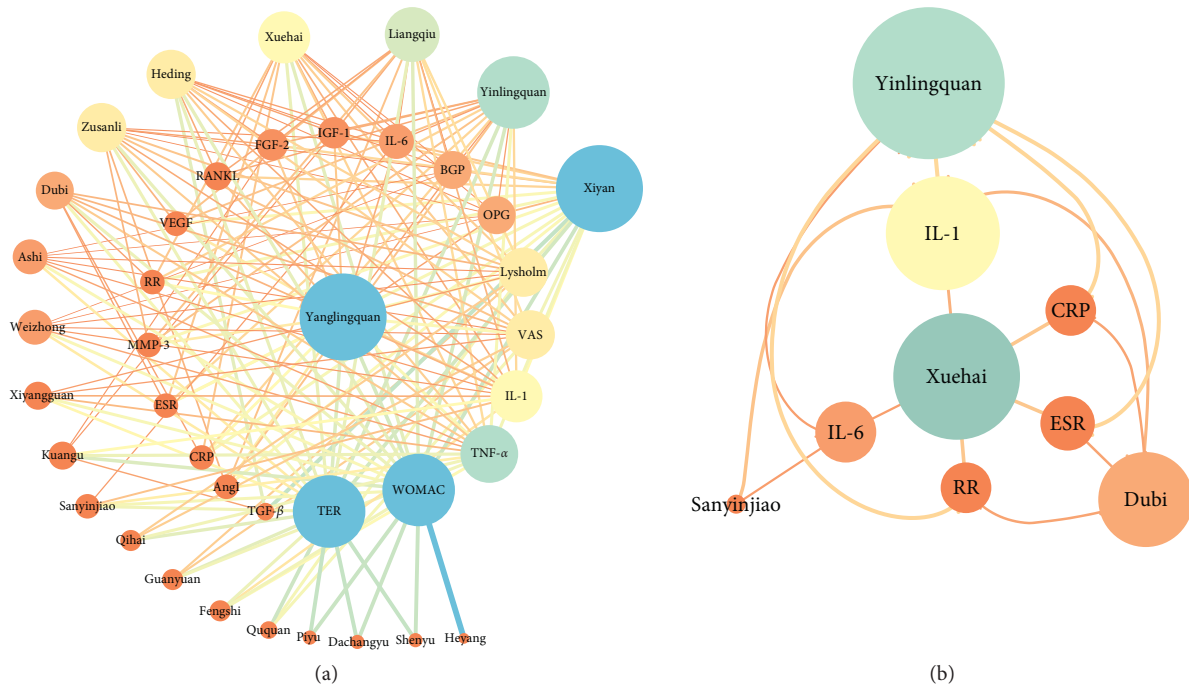 Xuehai
Liangqiu
Heding
Yinlingquan
Zusanli
FGF-2
IGF-1
IL-6
RANKL
BGP
Dubi
Xiyan
VEGF
OPG
Ashi
RR
Lysholm
Yanglingquan
Weizhong
VAS
MMP-3
Xiyangguan
IL-1
ESR
Kuangu
CRP
TNF-α
AngI
WOMAC
Sanyinjiao
TGF-β
TER
Qihai
Guanyuan
Fengshi
Ququan
Piyu
Dachangyu
Shenyu
Heyang
(a)
Yinlingquan
IL-1
CRP
Xuehai
IL-6
ESR
RR
Sanyinjiao
Dubi
(b)